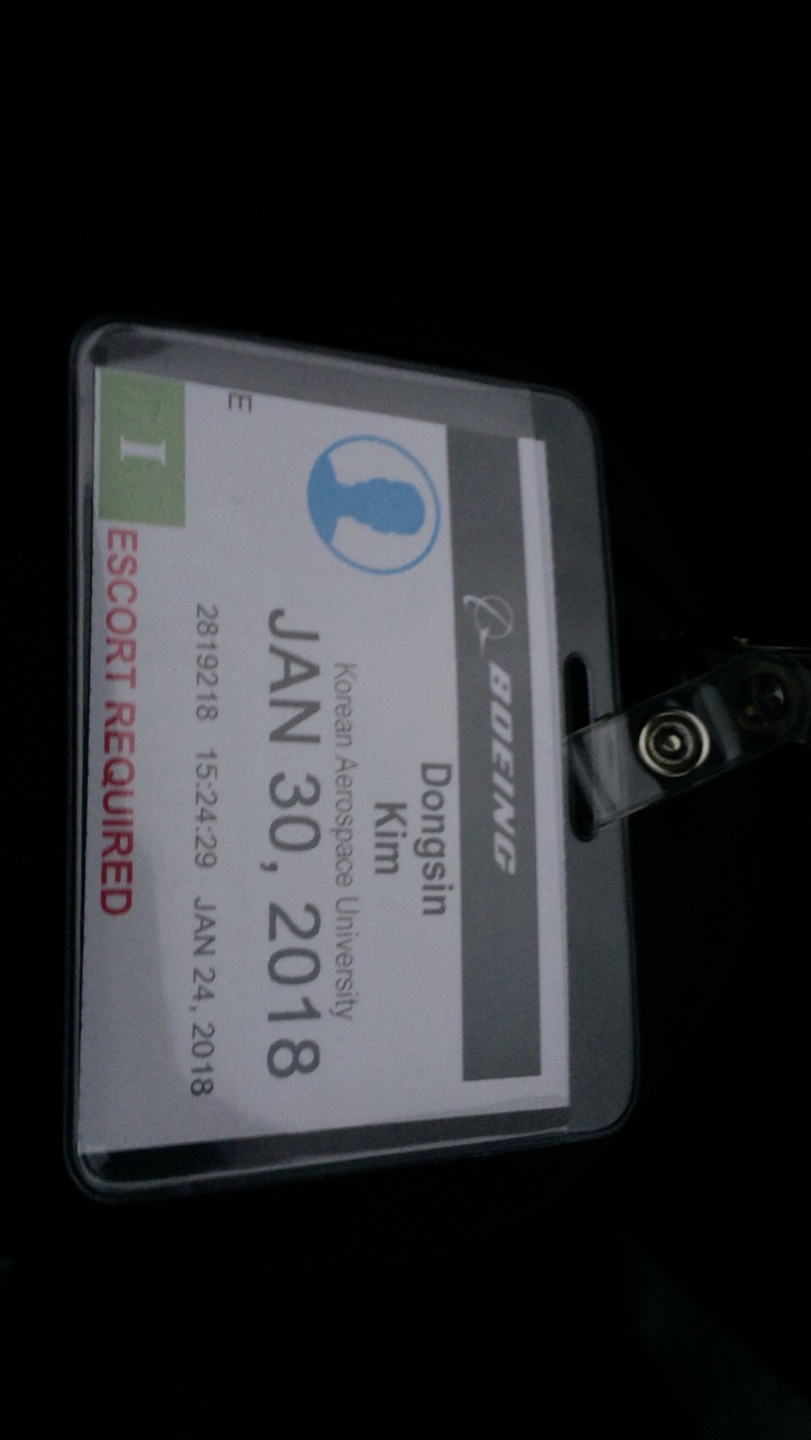 BOEING
Dongsin
Kim
Korean Aerospace University
JAN 30, 2018
E
2819218 15:24:29 JAN 24, 2018
I
ESCORT REQUIRED